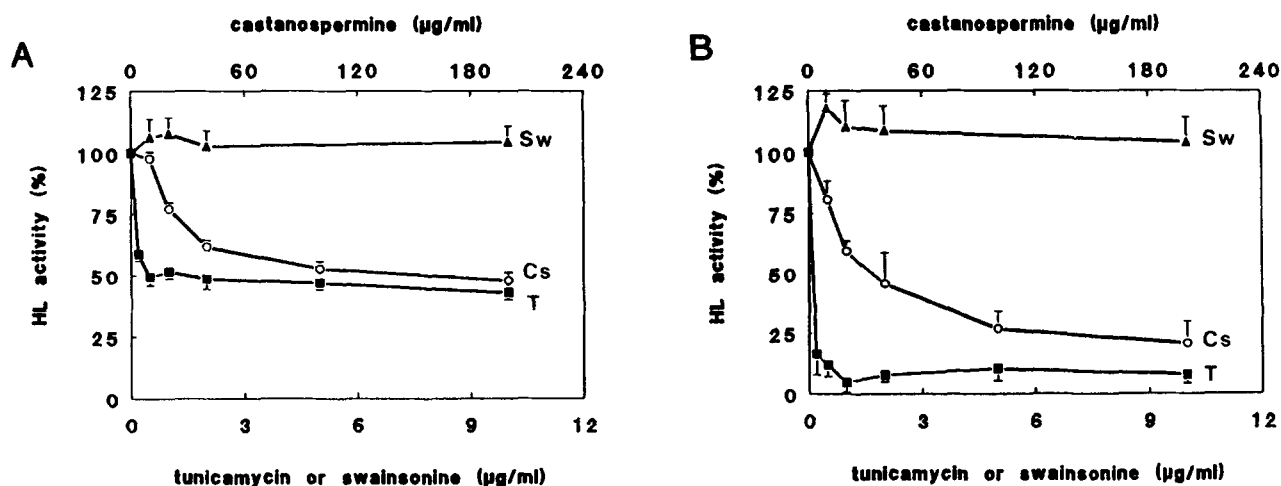 A
castanospermine (µg/ml)
0 60 120 180 240
125
100
75
50
25
0
HL activity (%)
Sw
Cs
T
0 3 6 9 12
tunicamycin or swainsonine (µg/ml)
B
castanospermine (µg/ml)
0 60 120 180 240
125
100
75
50
25
0
HL activity (%)
Sw
Cs
T
0 3 6 9 12
tunicamycin or swainsonine (µg/ml)